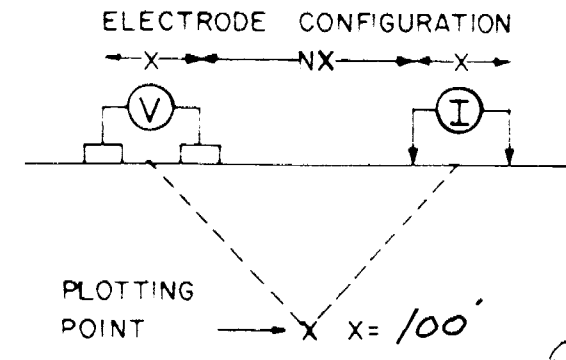 ELECTRODE CONFIGURATION
X NX X
V I
PLOTTING
POINT X X= 100'